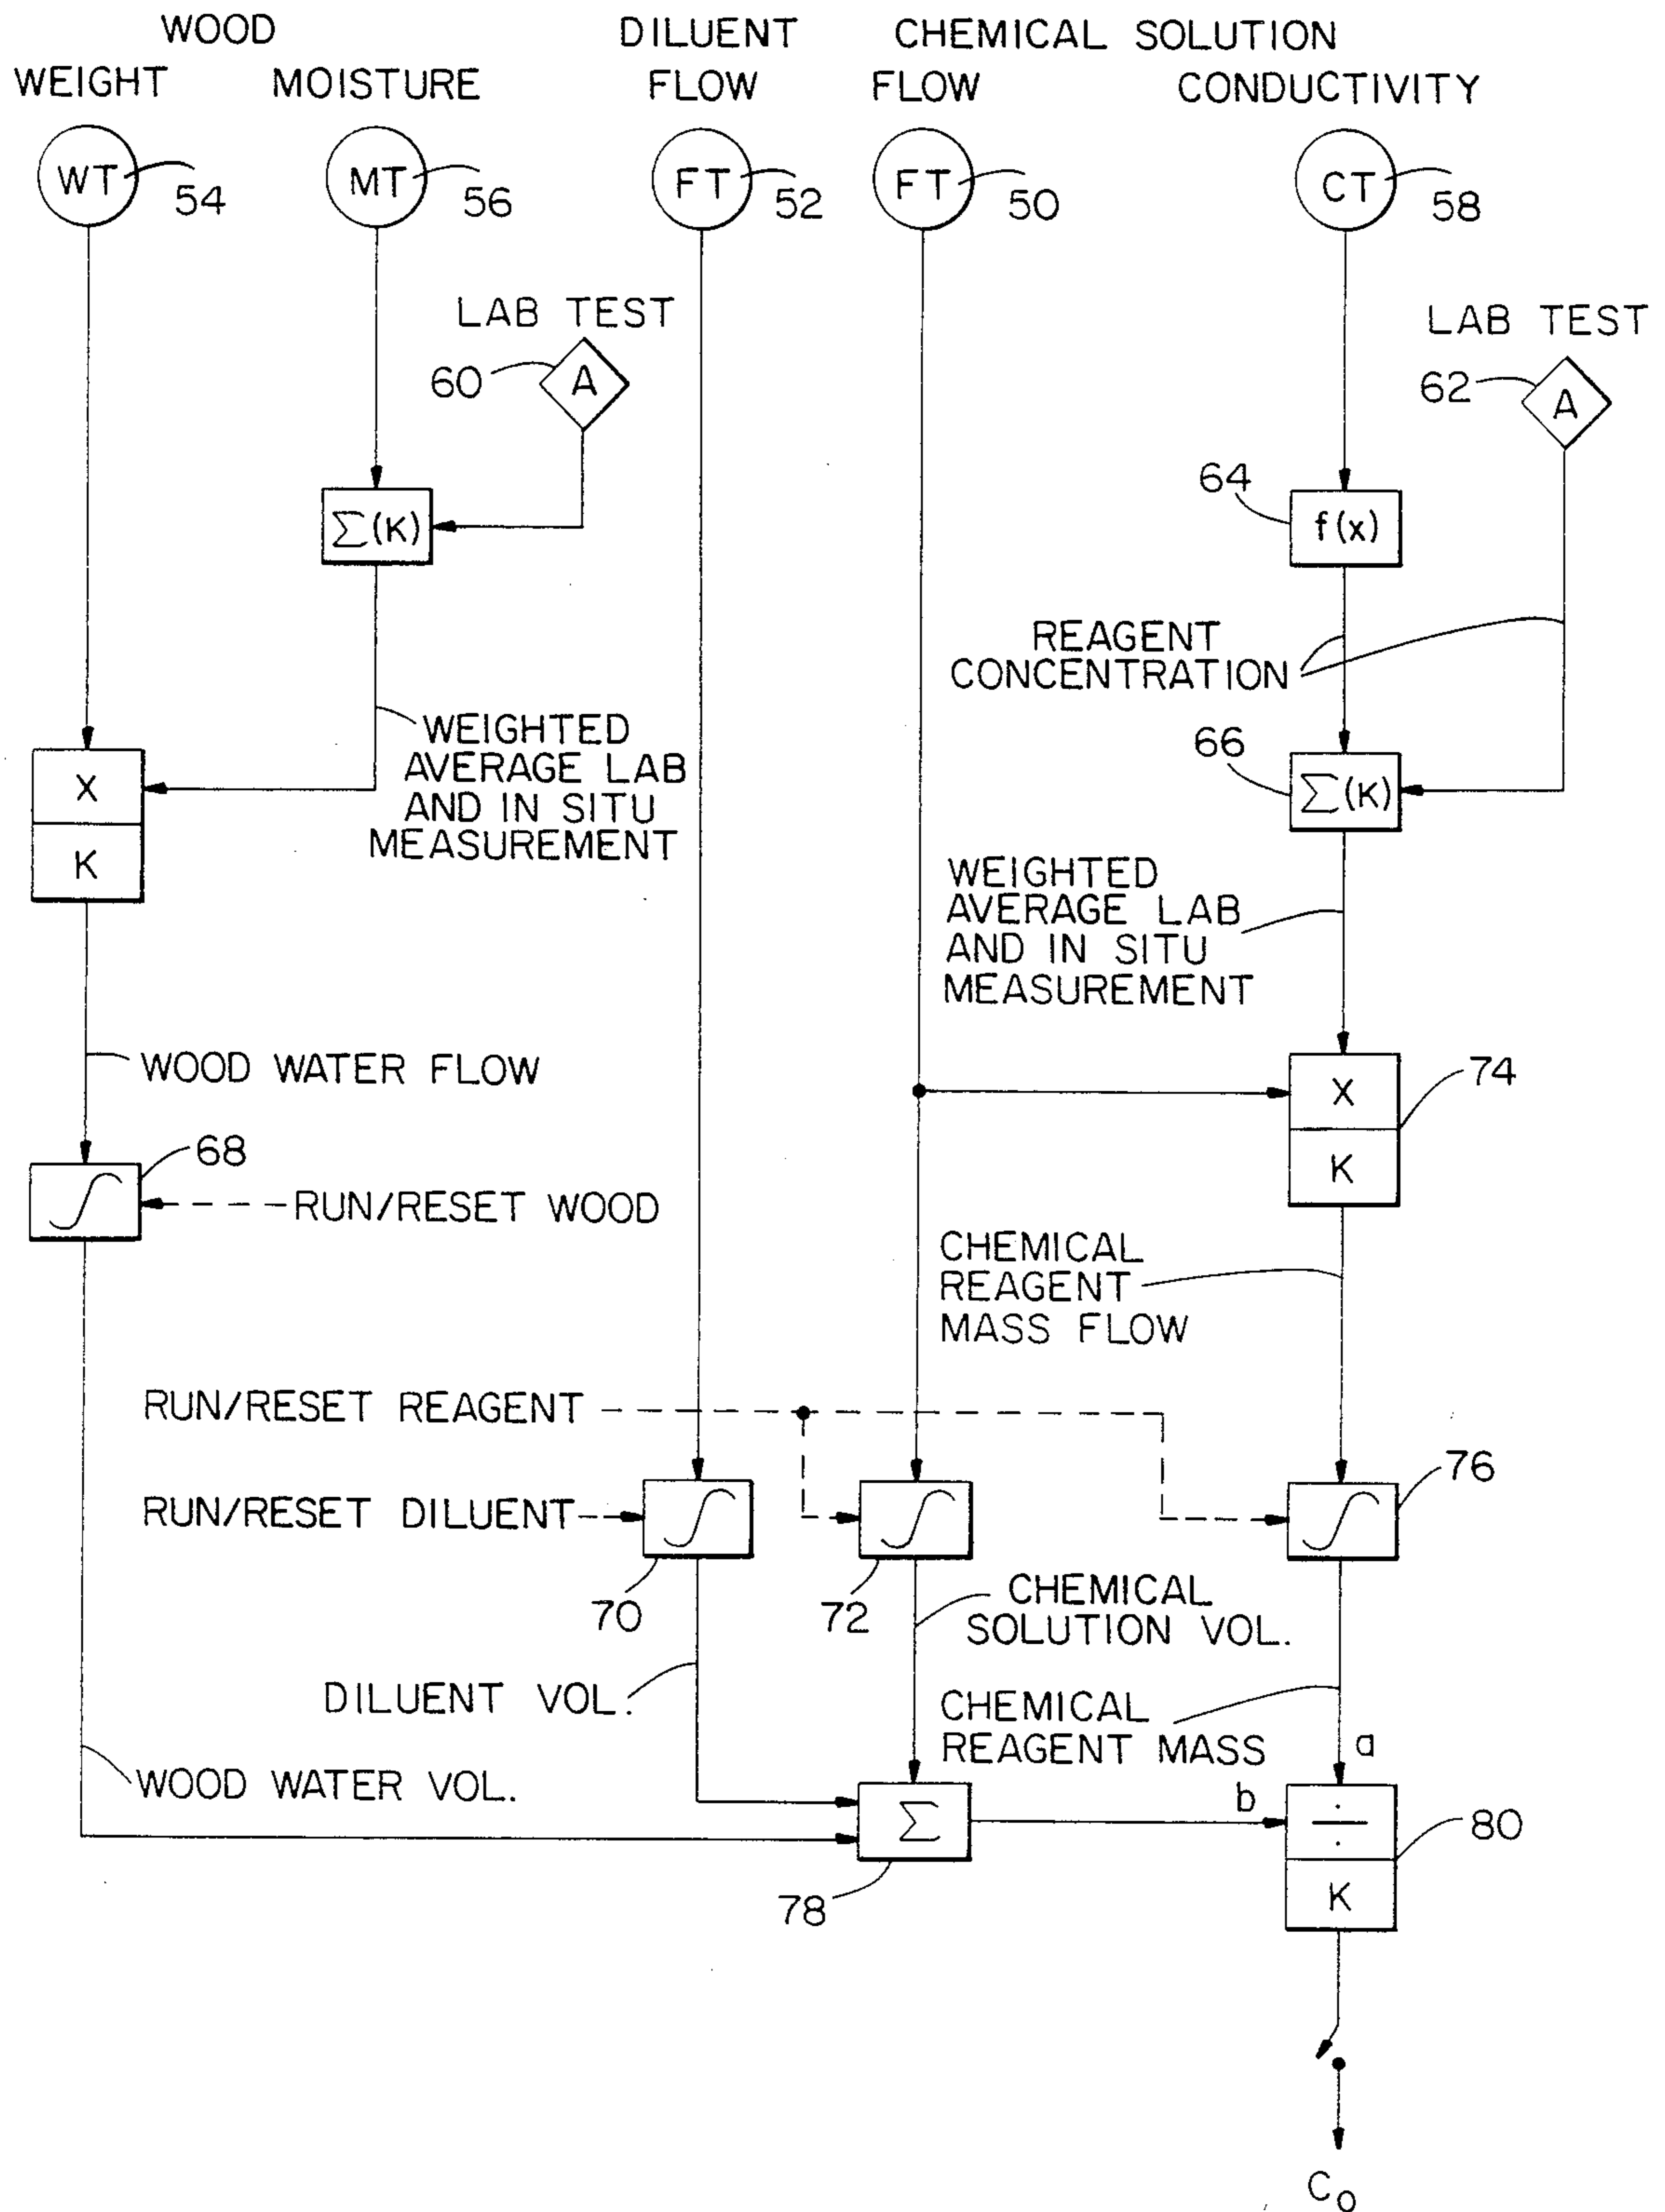 WOOD
DILUENT
CHEMICAL SOLUTION
WEIGHT
MOISTURE
FLOW
FLOW
CONDUCTIVITY
WT
54
MT
56
FT
52
FT
50
CT
58
LAB TEST
60
A
LAB TEST
62
A
64
Σ(K)
f(x)
REAGENT
CONCENTRATION
WEIGHTED
AVERAGE LAB
AND IN SITU
MEASUREMENT
X
K
66
Σ(K)
WEIGHTED
AVERAGE LAB
AND IN SITU
MEASUREMENT
WOOD WATER FLOW
X
K
74
68
∫
RUN/RESET WOOD
CHEMICAL
REAGENT
MASS FLOW
RUN/RESET REAGENT
RUN/RESET DILUENT
∫
70
∫
72
∫
76
CHEMICAL
SOLUTION VOL.
DILUENT VOL.
CHEMICAL
REAGENT MASS
a
WOOD WATER VOL.
Σ
78
b
÷
K
80
C₀